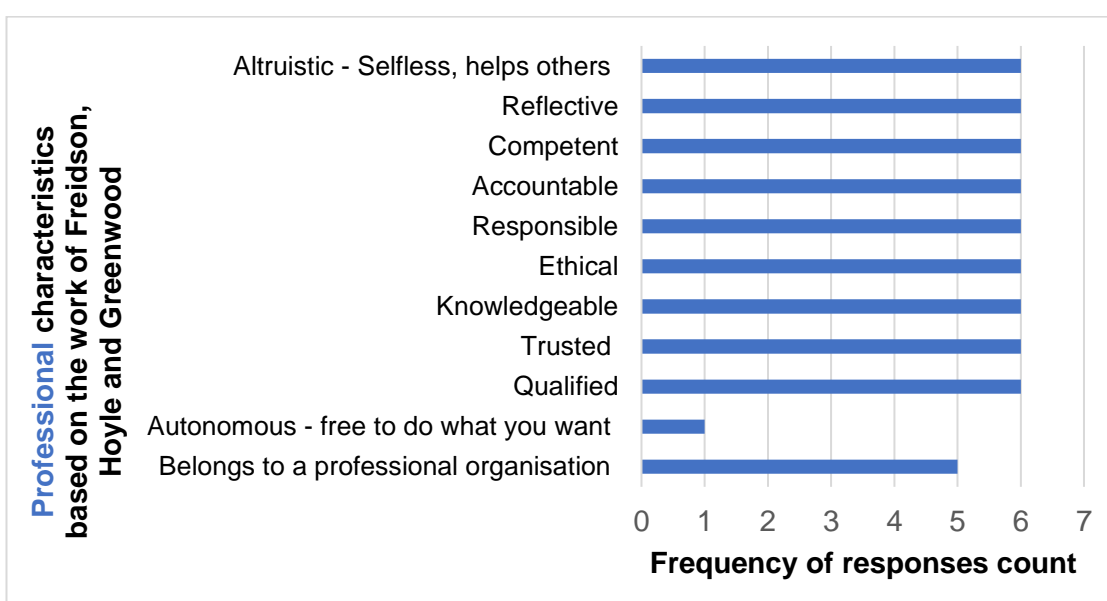 Professional characteristics
based on the work of Freidson,
Hoyle and Greenwood
Altruistic - Selfless, helps others
Reflective
Competent
Accountable
Responsible
Ethical
Knowledgeable
Trusted
Qualified
Autonomous - free to do what you want
Belongs to a professional organisation
0 1 2 3 4 5 6 7
Frequency of responses count